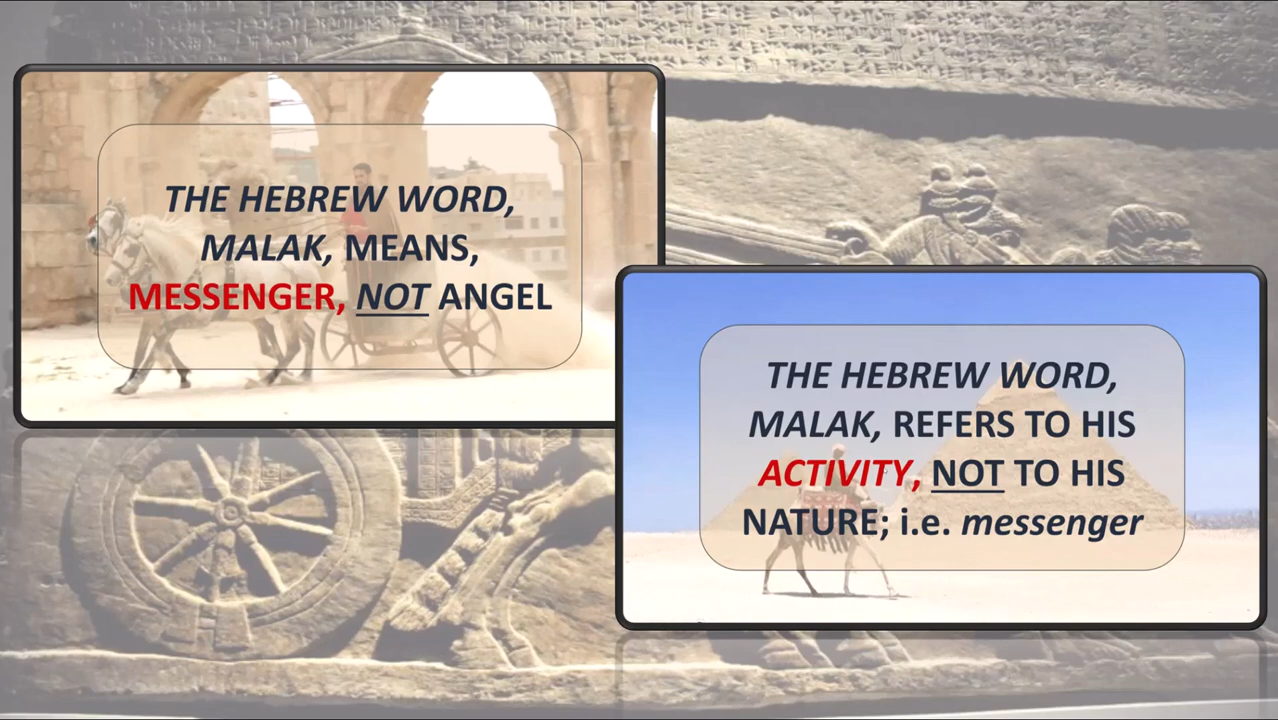 THE HEBREW WORD,
MALAK, MEANS,
MESSENGER, NOT ANGEL
THE HEBREW WORD,
MALAK, REFERS TO HIS
ACTIVITY, NOT TO HIS
NATURE; i.e. messenger